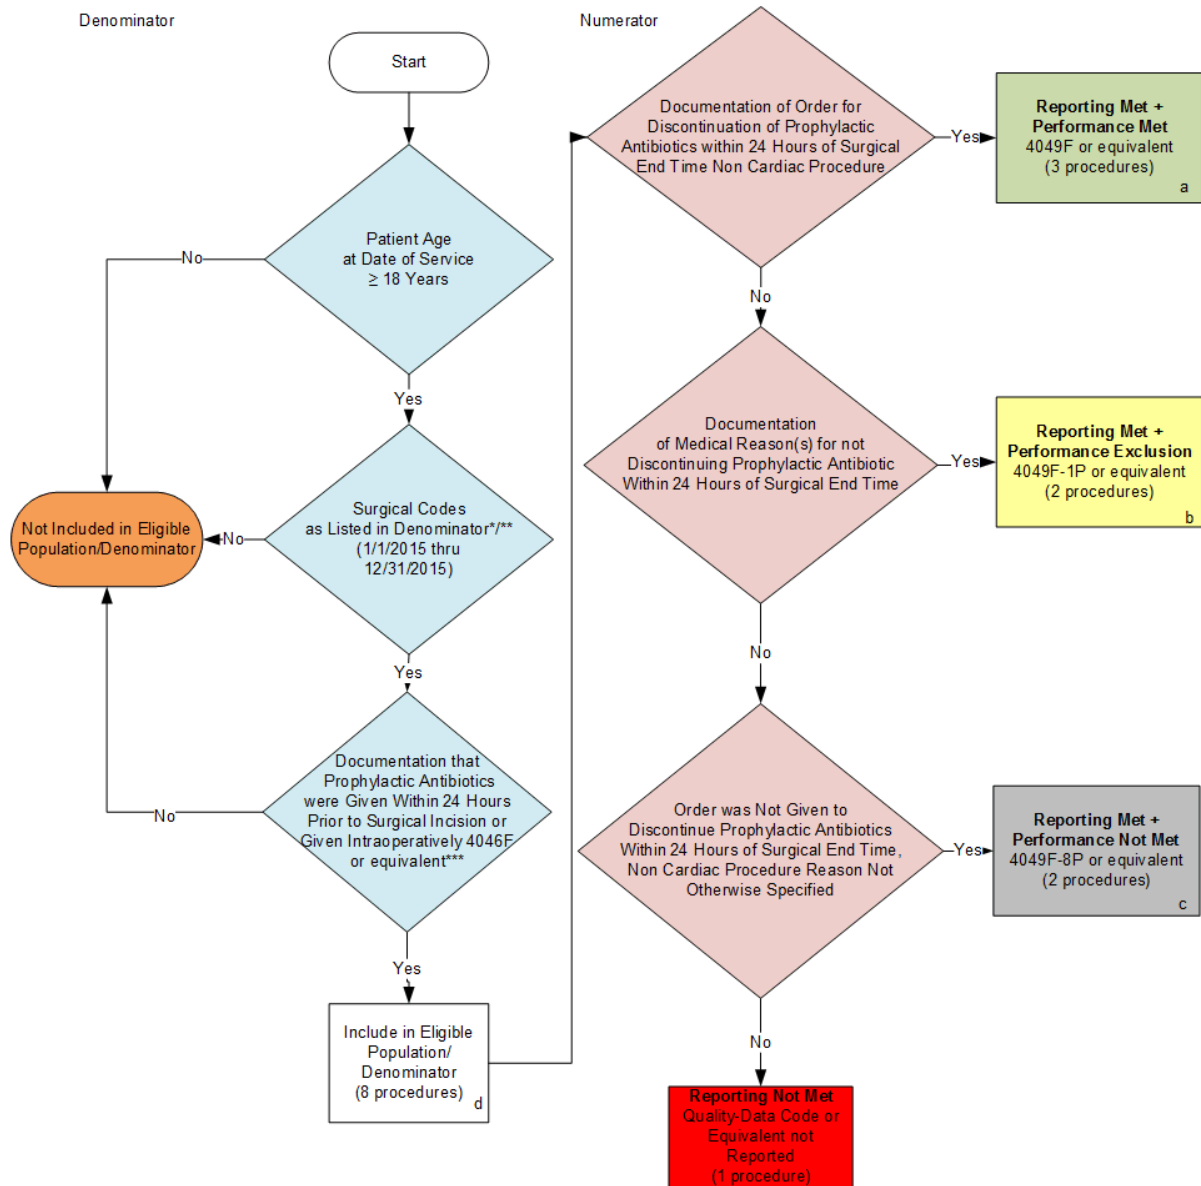 Denominator
Numerator
Start
Patient Age
at Date of Service
≥ 18 Years
No
Yes
Surgical Codes
as Listed in Denominator*/**
(1/1/2015 thru
12/31/2015)
No
Not Included in Eligible
Population/Denominator
Yes
Documentation that
Prophylactic Antibiotics
were Given Within 24 Hours
Prior to Surgical Incision or
Given Intraoperatively 4046F
or equivalent***
No
Yes
Include in Eligible
Population/
Denominator
(8 procedures)
d
Documentation of Order for
Discontinuation of Prophylactic
Antibiotics within 24 Hours of Surgical
End Time Non Cardiac Procedure
Yes
Reporting Met +
Performance Met
4049F or equivalent
(3 procedures)
a
No
Documentation
of Medical Reason(s) for not
Discontinuing Prophylactic Antibiotic
Within 24 Hours of Surgical End Time
Yes
Reporting Met +
Performance Exclusion
4049F-1P or equivalent
(2 procedures)
b
No
Order was Not Given to
Discontinue Prophylactic Antibiotics
Within 24 Hours of Surgical End Time,
Non Cardiac Procedure Reason Not
Otherwise Specified
Yes
Reporting Met +
Performance Not Met
4049F-8P or equivalent
(2 procedures)
c
No
Reporting Not Met
Quality-Data Code or
Equivalent not
Reported
(1 procedure)